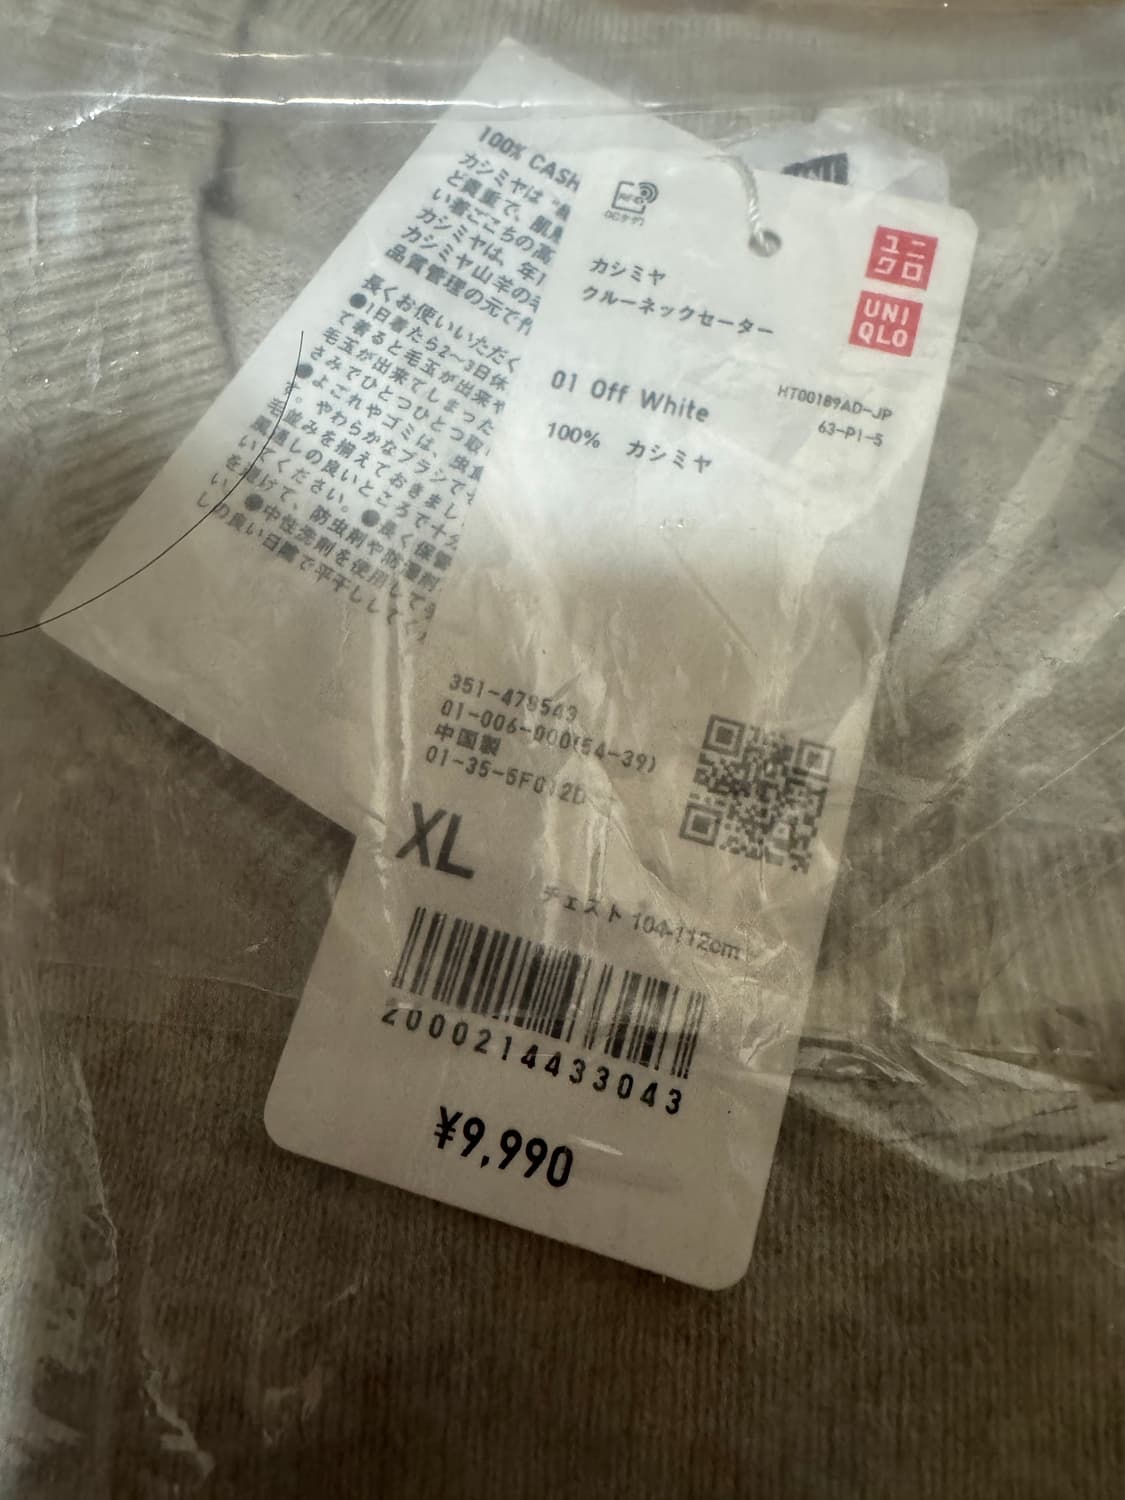 100% CASH
カシミヤは
ど貴重で、肌
い着ごこちの高
カシミヤは、年
カシミヤ山羊の
品質管理の元で
長くお使いいただく
●1日着たら2〜3日休
て着ると毛玉が出来や
毛玉が出来てしまった
さみでひとつひとつ取
●よごれやゴミは、虫食
す。やわらかなブラシで
毛並みを揃えておきまし
風通しの良いところで十分
いてください。●長く保管
を避けて、防虫剤や防湿剤
い。●中性洗剤を使用して
しの良い日陰で平干ししてく
RFID
ユニ
クロ
UNI
QLO
カシミヤ
クルーネックセーター
01 Off White
HT00189AD-JP
63-P1-5
100% カシミヤ
351-478543
01-006-000(54-39)
中国製
01-35-5F012D
XL
チェスト 104-112cm
2000214433043
¥9,990